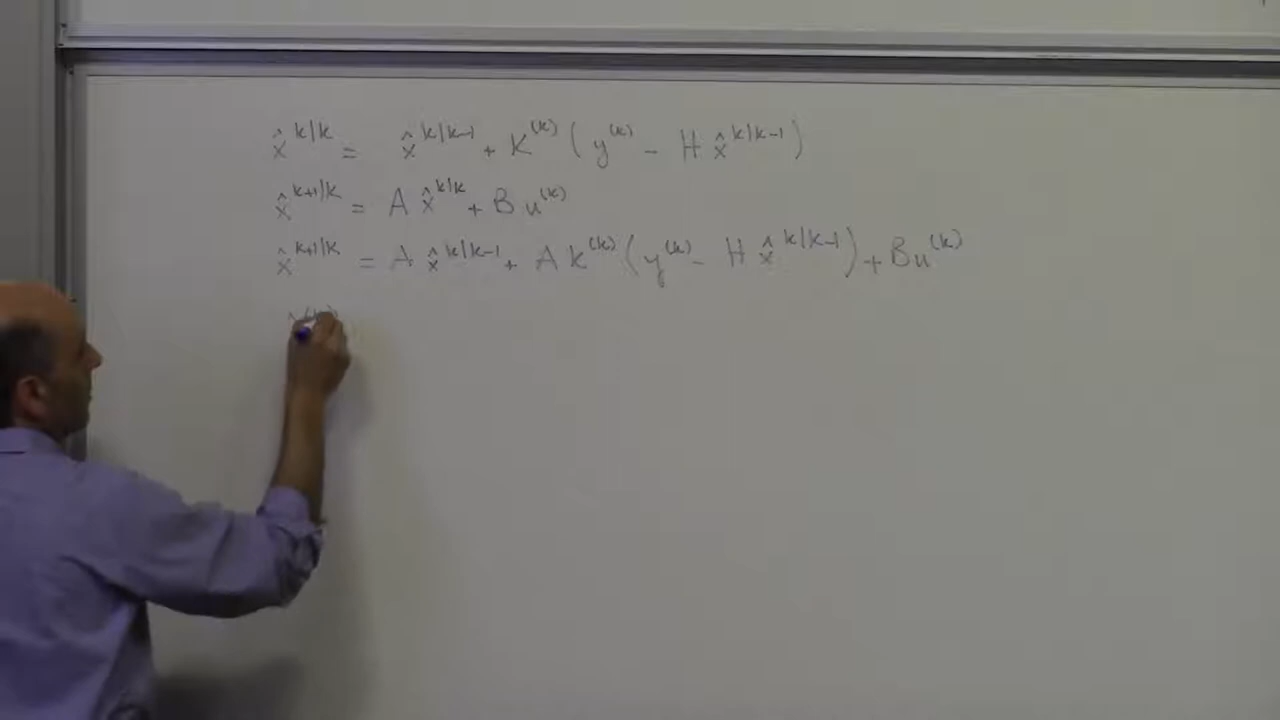 x̂^{k|k} = x̂^{k|k-1} + K^{(k)} ( y^{(k)} - H x̂^{k|k-1} )
x̂^{k+1|k} = A x̂^{k|k} + B u^{(k)}
x̂^{k+1|k} = A x̂^{k|k-1} + A K^{(k)} ( y^{(k)} - H x̂^{k|k-1} ) + B u^{(k)}